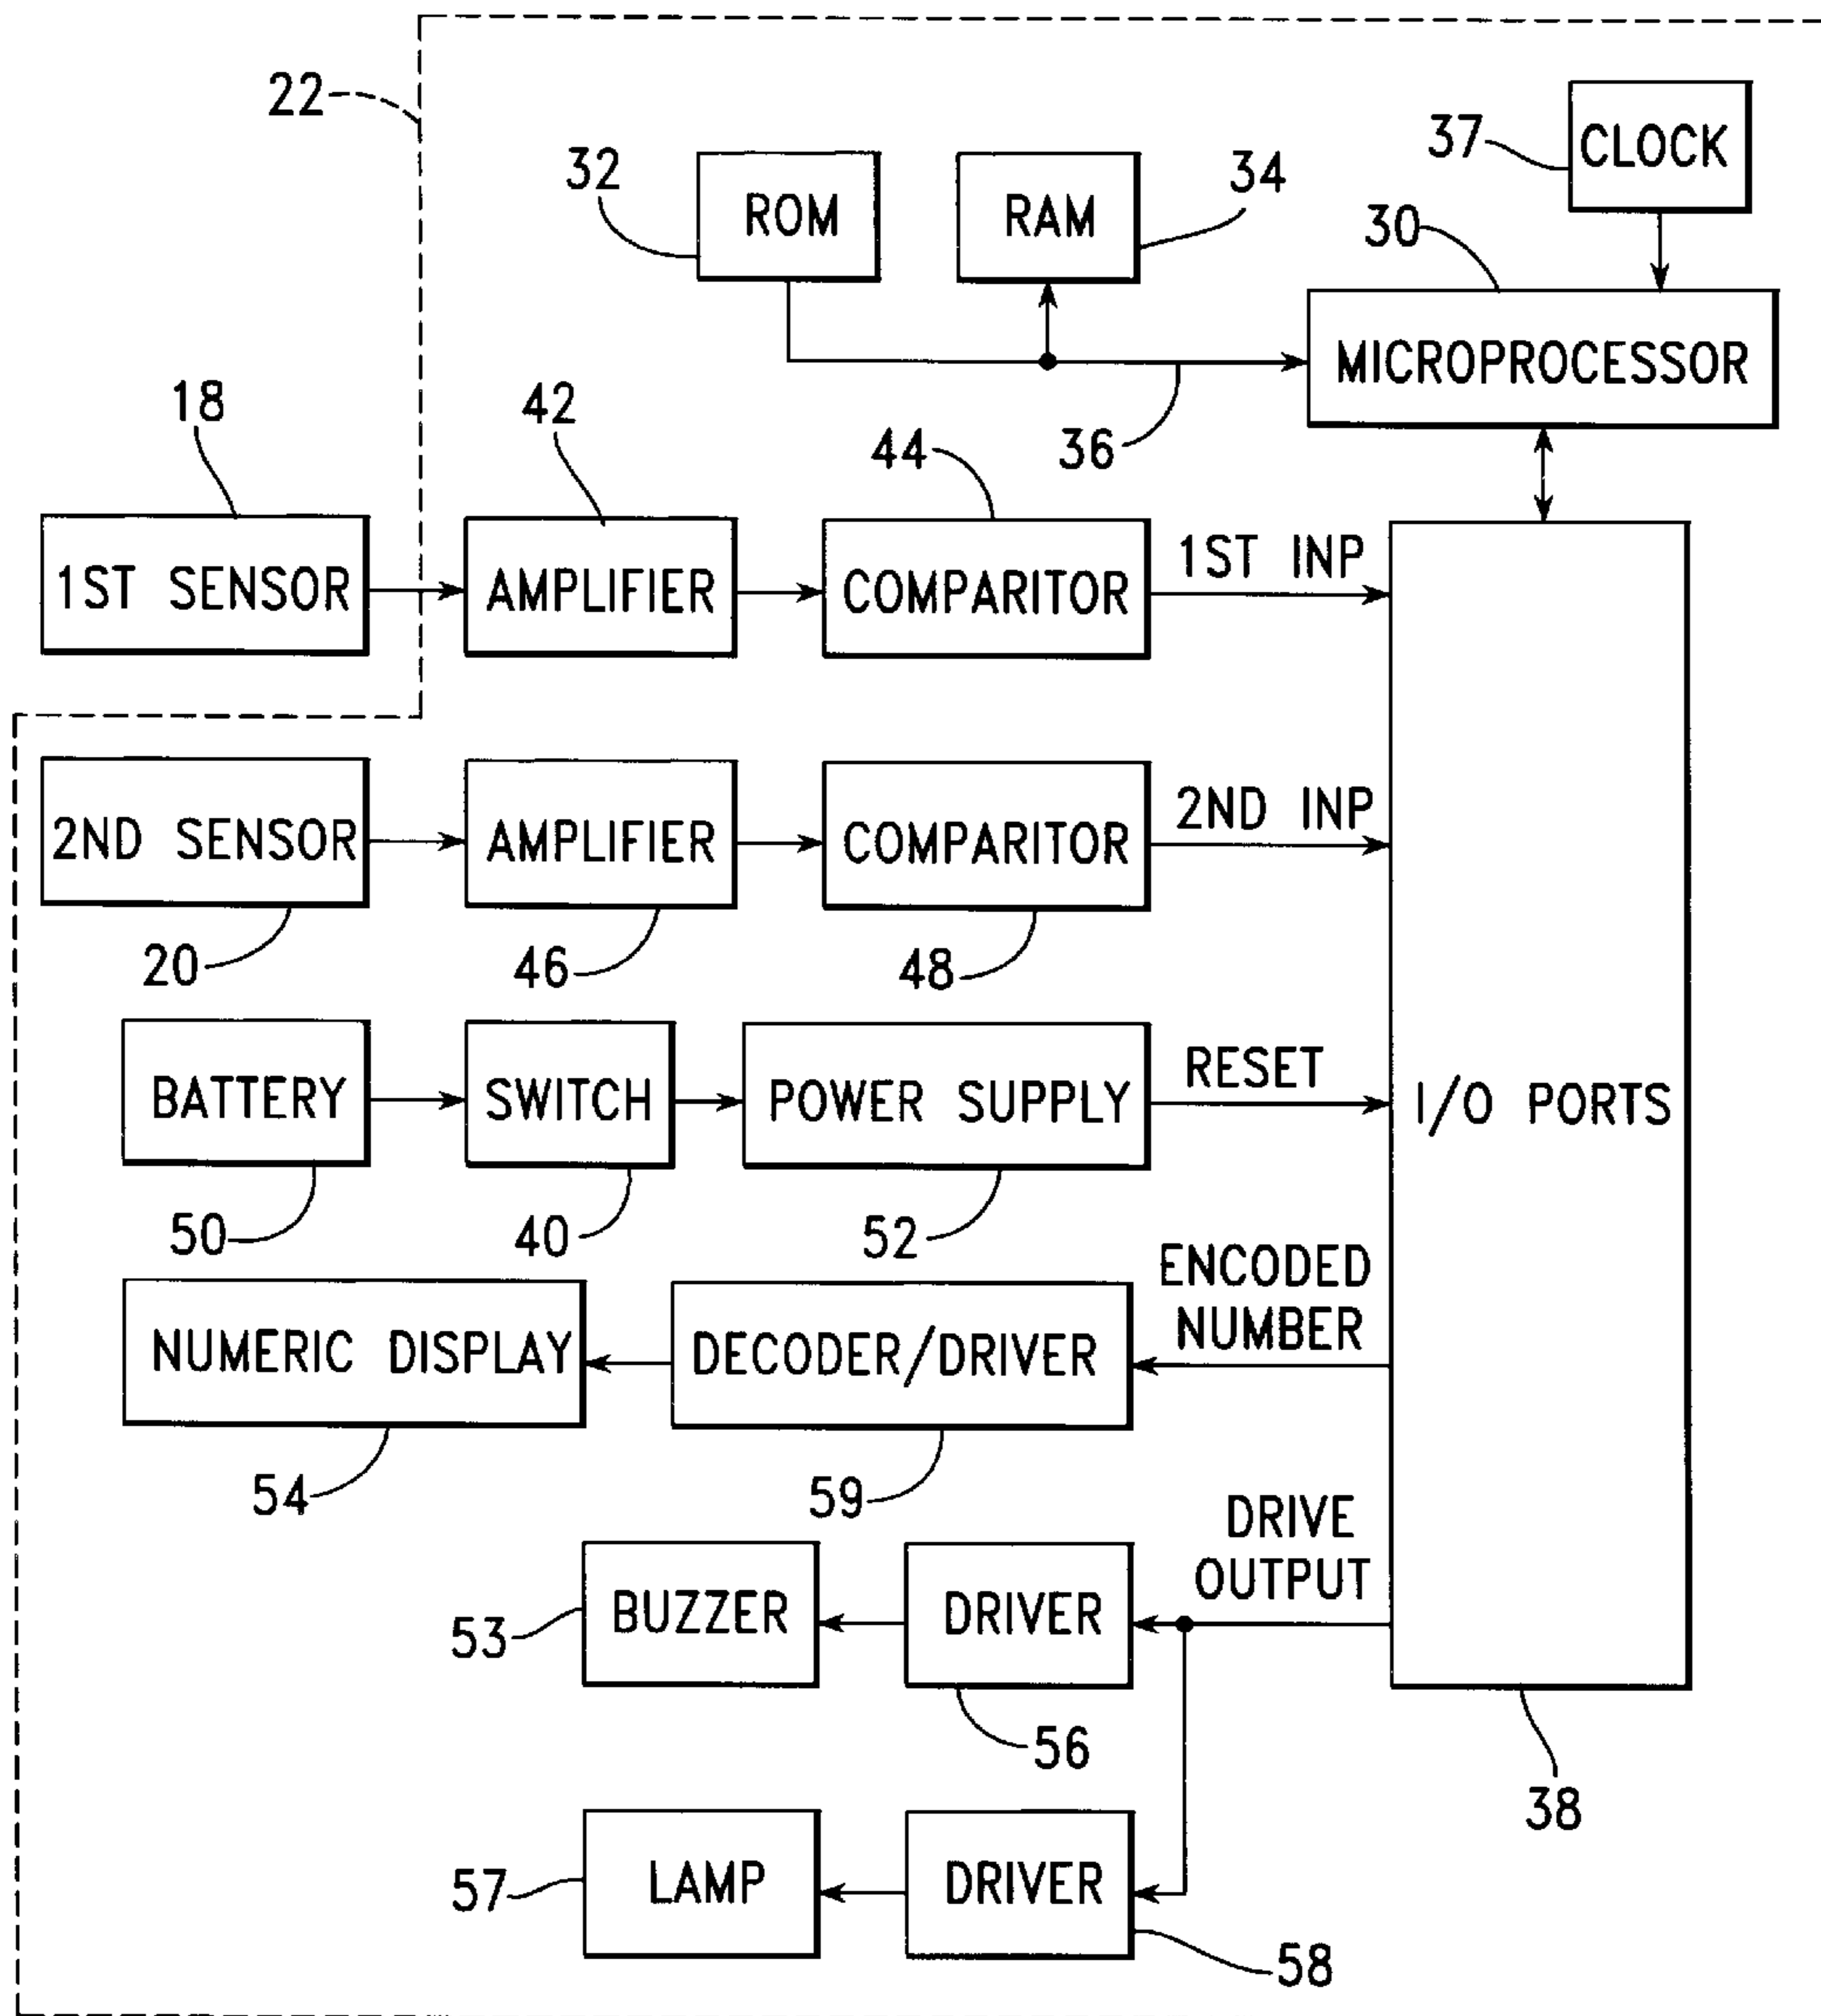 22
37
CLOCK
32
ROM
RAM
34
30
MICROPROCESSOR
36
18
42
44
1ST SENSOR
AMPLIFIER
COMPARITOR
1ST INP
2ND SENSOR
AMPLIFIER
COMPARITOR
2ND INP
20
46
48
BATTERY
SWITCH
POWER SUPPLY
RESET
I/O PORTS
50
40
52
NUMERIC DISPLAY
DECODER/DRIVER
ENCODED
NUMBER
54
59
DRIVE
OUTPUT
53
BUZZER
DRIVER
56
38
57
LAMP
DRIVER
58